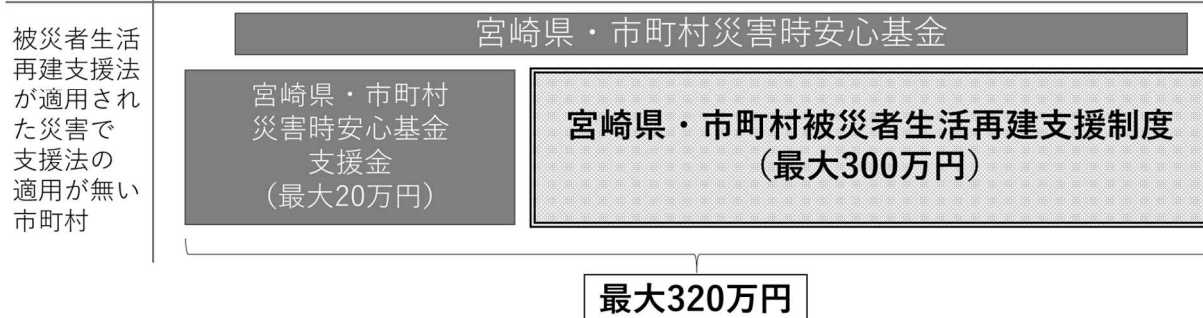 被災者生活
再建支援法
が適用され
た災害で
支援法の
適用が無い
市町村
宮崎県・市町村災害時安心基金
宮崎県・市町村
災害時安心基金
支援金
（最大20万円）
宮崎県・市町村被災者生活再建支援制度
（最大300万円）
最大320万円